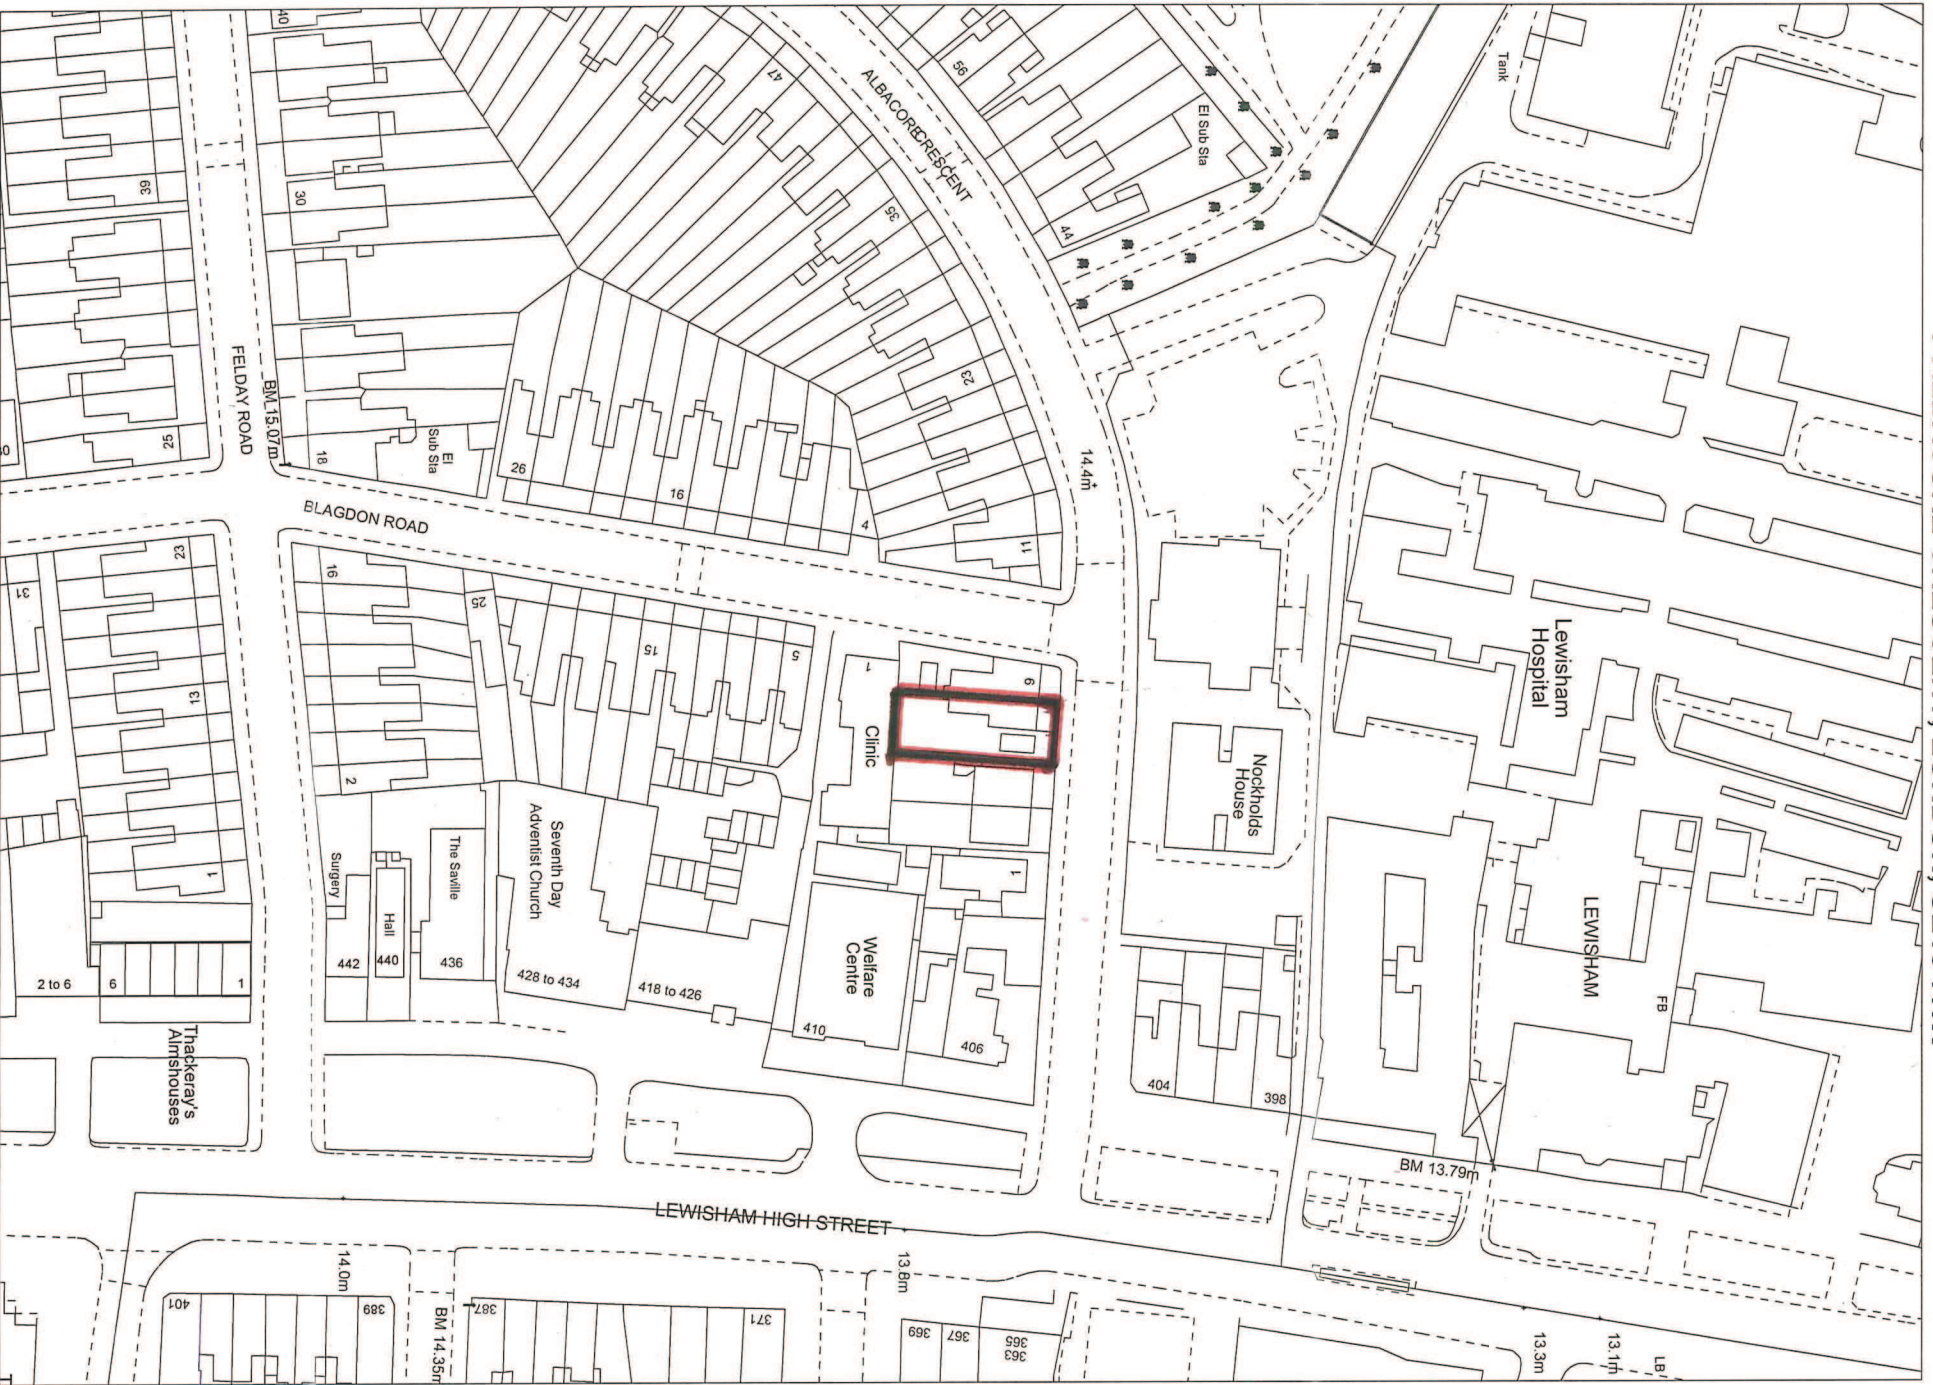 40
47
ALBACORE CRESCENT
56
El Sub Sta
Tank
39
30
35
44
FELDAY ROAD
BM 15.07m
23
25
18
El
Sub Sta
26
16
4
14.4m
11
BLAGDON ROAD
Lewisham
Hospital
23
31
16
25
15
5
1
9
Clinic
Nockholds
House
13
2
1
Surgery
Hall
The Saville
Seventh Day
Adventist Church
Welfare
Centre
1
LEWISHAM
FB
2 to 6
6
1
442
440
436
428 to 434
418 to 426
410
406
404
398
Thackeray's
Almshouses
BM 13.79m
LEWISHAM HIGH STREET
14.0m
13.8m
401
389
BM 14.35m
387
371
369
367
365
363
13.3m
13.1m
LB